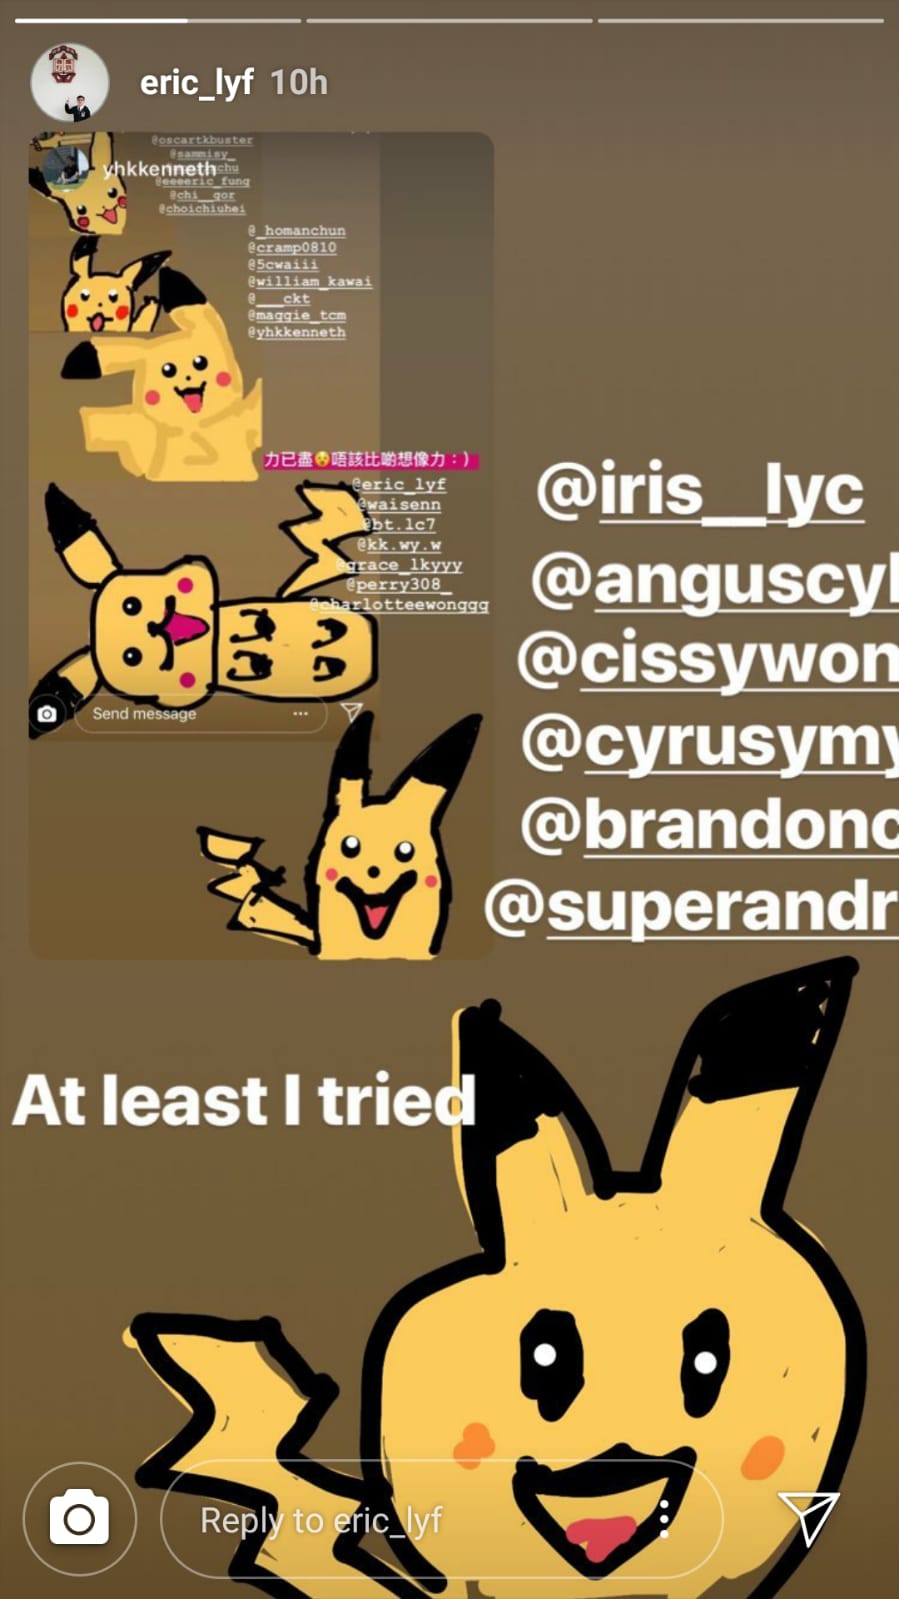 eric_lyf 10h
@oscartkbuster
@sammisy_
yhkkenneth
@eeeeric_fung
@chi__gor
@choichiuhei
@_homanchun
@cramp0810
@5cwaiii
@william_kawai
@___ckt
@maggie_tcm
@yhkkenneth
力已盡😵唔該比啲想像力：)
@eric_lyf
@waisenn
@bt.lc7
@kk.wy.w
@grace_lkyyy
@perry308_
@charlotteewonggg
Send message
@iris__lyc
@anguscyl
@cissywon
@cyrusymy
@brandonc
@superandr
At least I tried
Reply to eric_lyf